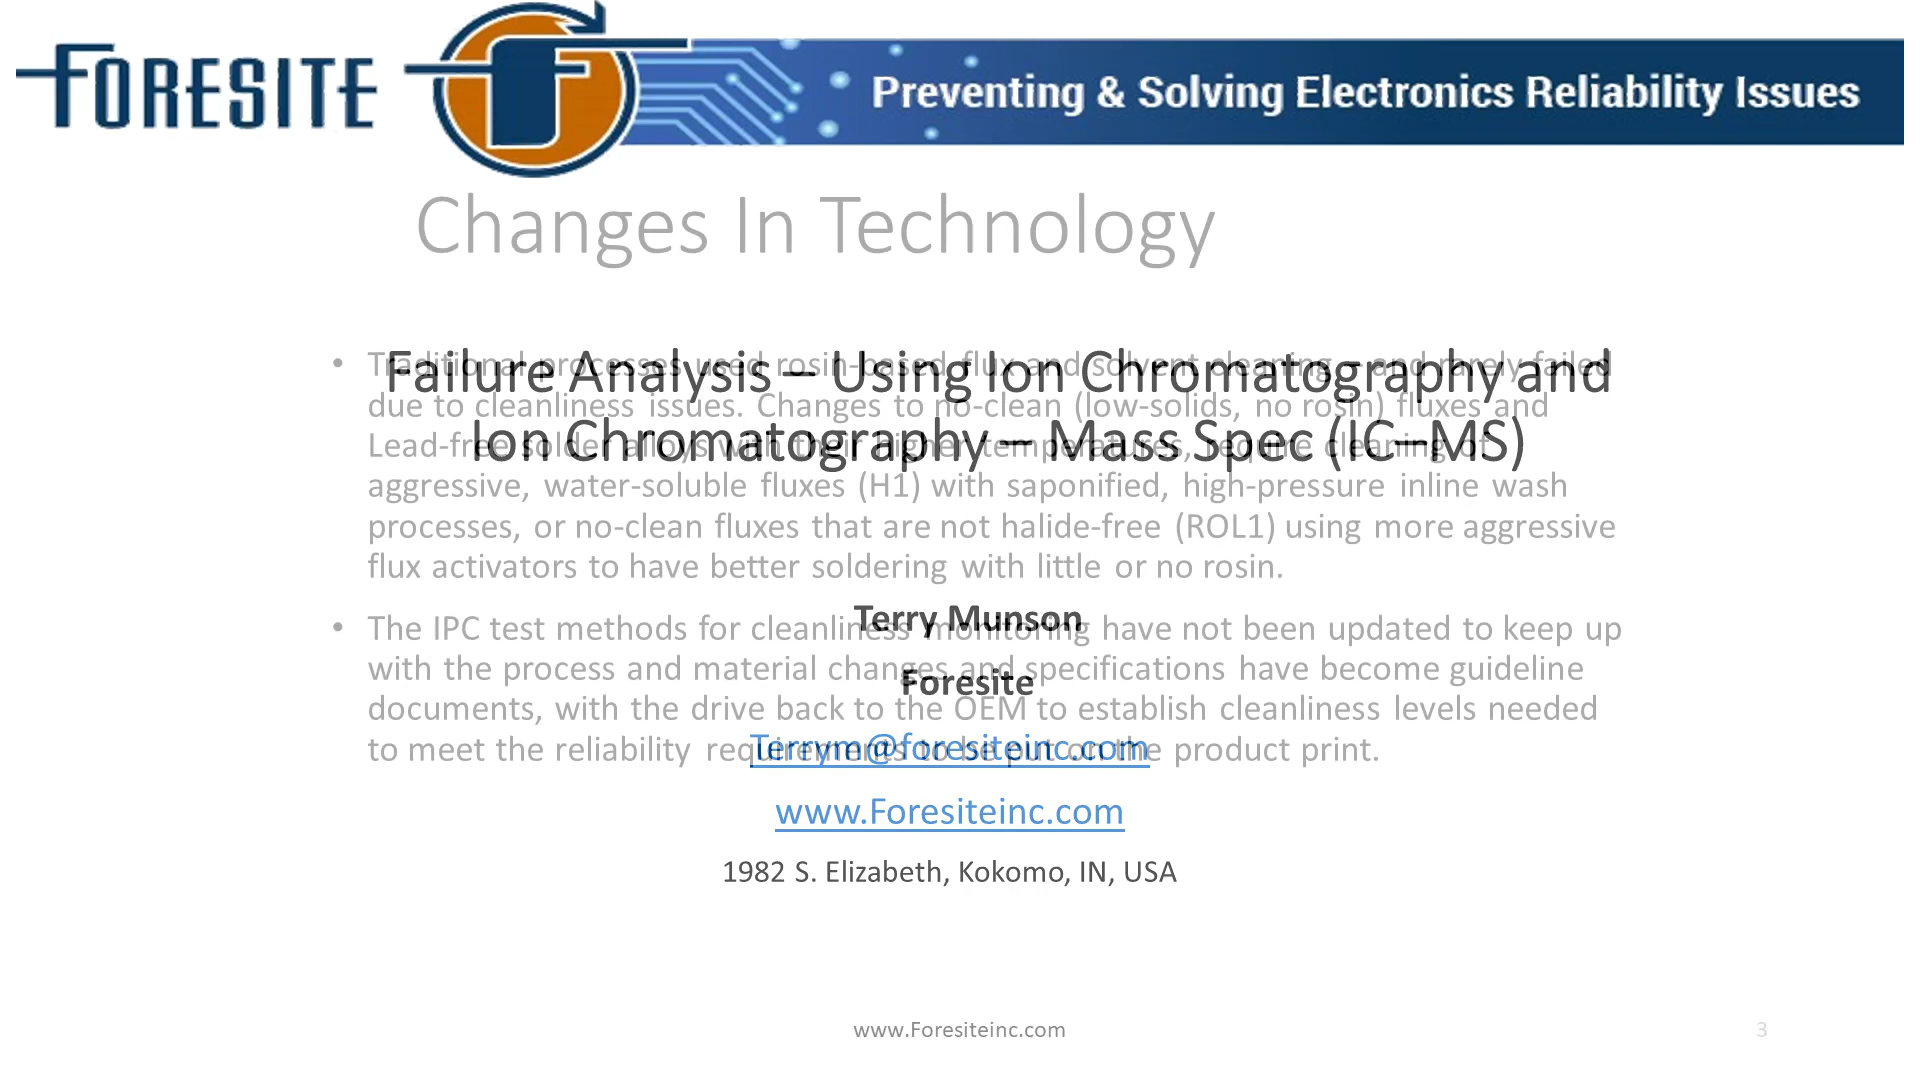 FORESITE
Preventing & Solving Electronics Reliability Issues
Changes In Technology
Failure Analysis – Using Ion Chromatography and
Ion Chromatography – Mass Spec (IC–MS)
• Traditional processes used rosin-based flux and solvent cleaning – and rarely failed
due to cleanliness issues. Changes to no-clean (low-solids, no rosin) fluxes and
Lead-free solder alloys with their higher temperatures, require cleaning of
aggressive, water-soluble fluxes (H1) with saponified, high-pressure inline wash
processes, or no-clean fluxes that are not halide-free (ROL1) using more aggressive
flux activators to have better soldering with little or no rosin.
Terry Munson
• The IPC test methods for cleanliness monitoring have not been updated to keep up
with the process and material changes and specifications have become guideline
Foresite
documents, with the drive back to the OEM to establish cleanliness levels needed
to meet the reliability requirements to be put on the product print.
Terrym@foresiteinc.com
www.Foresiteinc.com
1982 S. Elizabeth, Kokomo, IN, USA
www.Foresiteinc.com
3